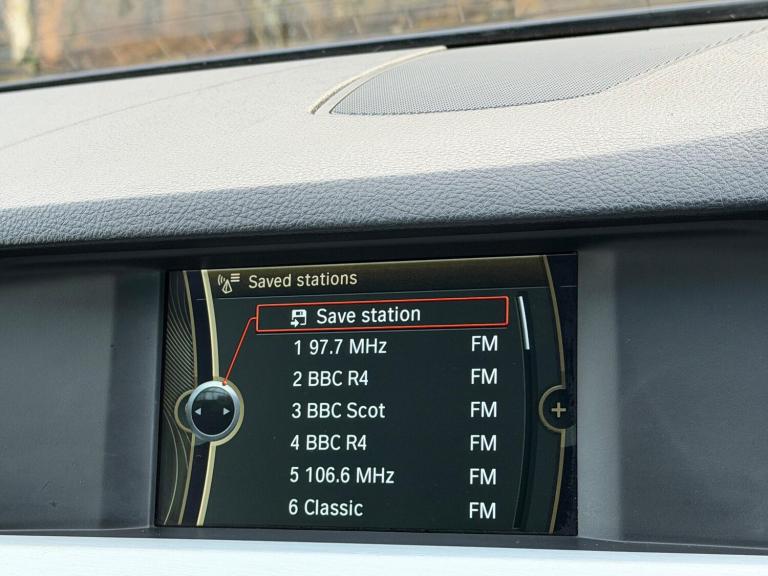 Saved stations
Save station
1 97.7 MHz FM
2 BBC R4 FM
3 BBC Scot FM
4 BBC R4 FM
5 106.6 MHz FM
6 Classic FM
+